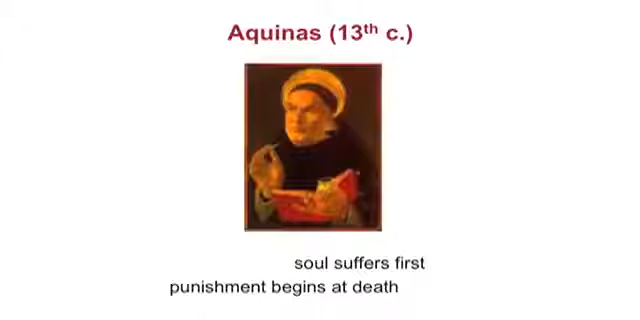 Aquinas (13th c.)
soul suffers first
punishment begins at death